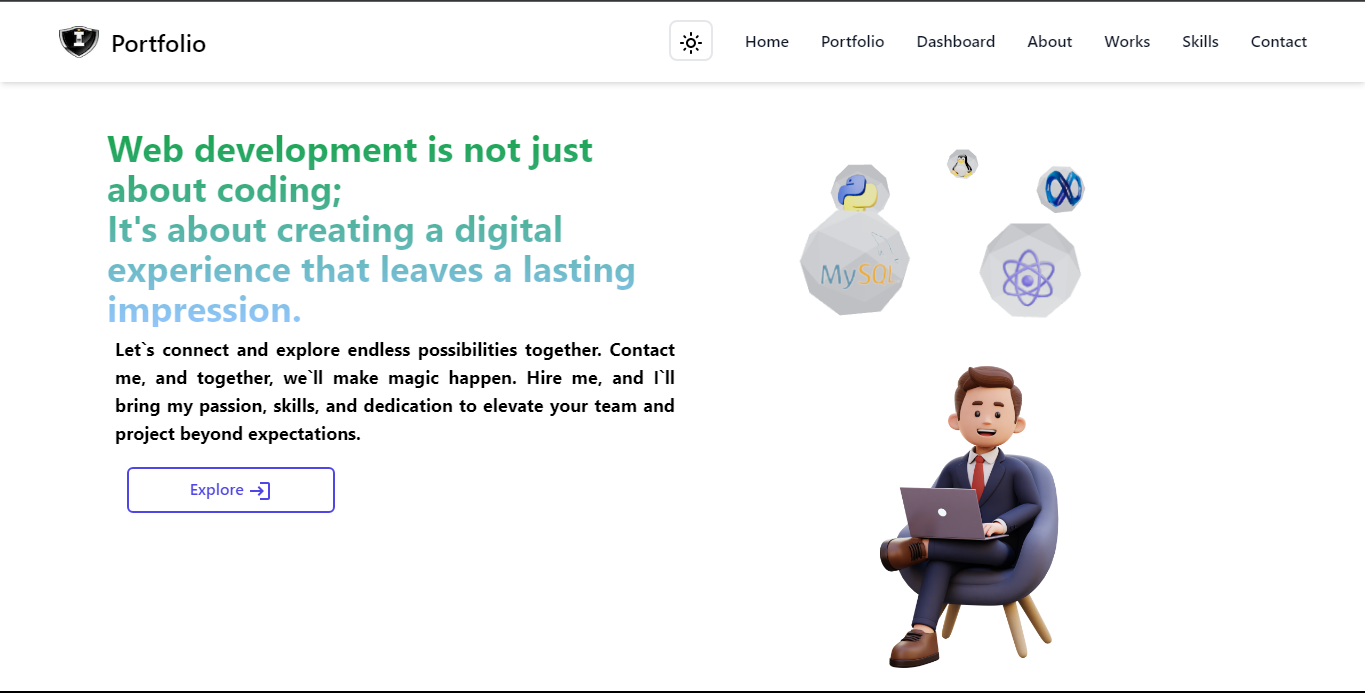 Portfolio
Home Portfolio Dashboard About Works Skills Contact
Web development is not just
about coding;
It's about creating a digital
experience that leaves a lasting
impression.
Let`s connect and explore endless possibilities together. Contact
me, and together, we`ll make magic happen. Hire me, and I`ll
bring my passion, skills, and dedication to elevate your team and
project beyond expectations.
Explore
MySQL